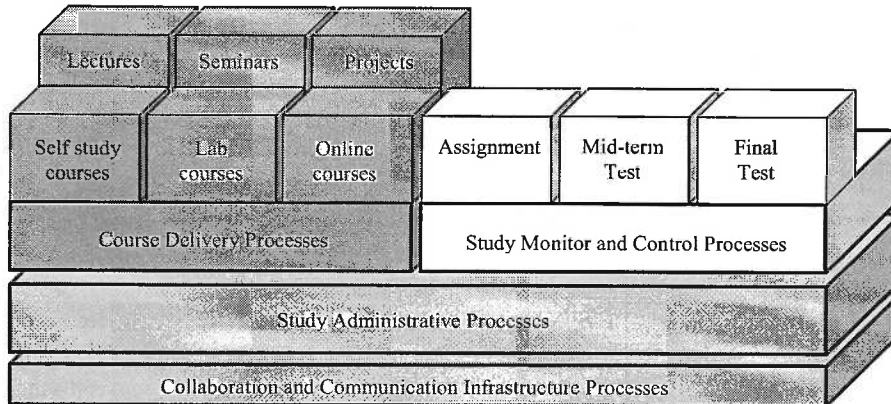 Lectures
Seminars
Projects
Self study
courses
Lab
courses
Online
courses
Assignment
Mid-term
Test
Final
Test
Course Delivery Processes
Study Monitor and Control Processes
Study Administrative Processes
Collaboration and Communication Infrastructure Processes